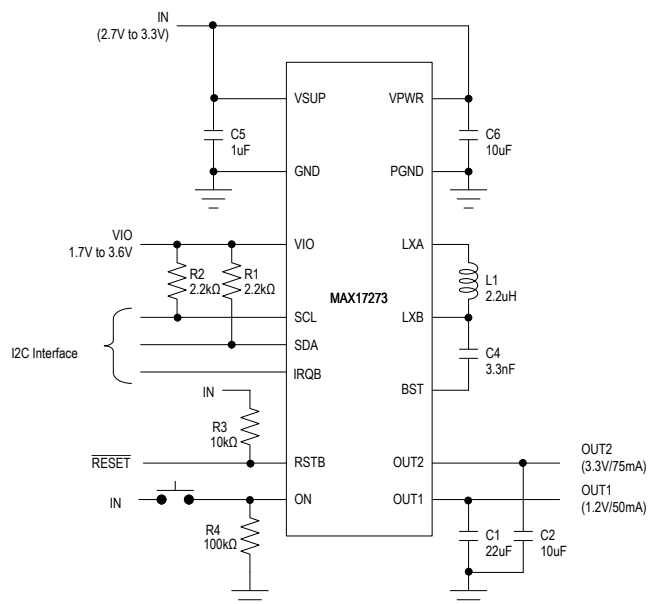 IN
(2.7V to 3.3V)
VSUP
VPWR
C5
1uF
C6
10uF
GND
PGND
VIO
1.7V to 3.6V
VIO
LXA
R2
2.2kΩ
R1
2.2kΩ
L1
2.2uH
MAX17273
SCL
LXB
I2C Interface
SDA
C4
3.3nF
IRQB
IN
BST
R3
10kΩ
RESET
RSTB
OUT2
OUT2
(3.3V/75mA)
IN
ON
OUT1
OUT1
(1.2V/50mA)
R4
100kΩ
C1
22uF
C2
10uF